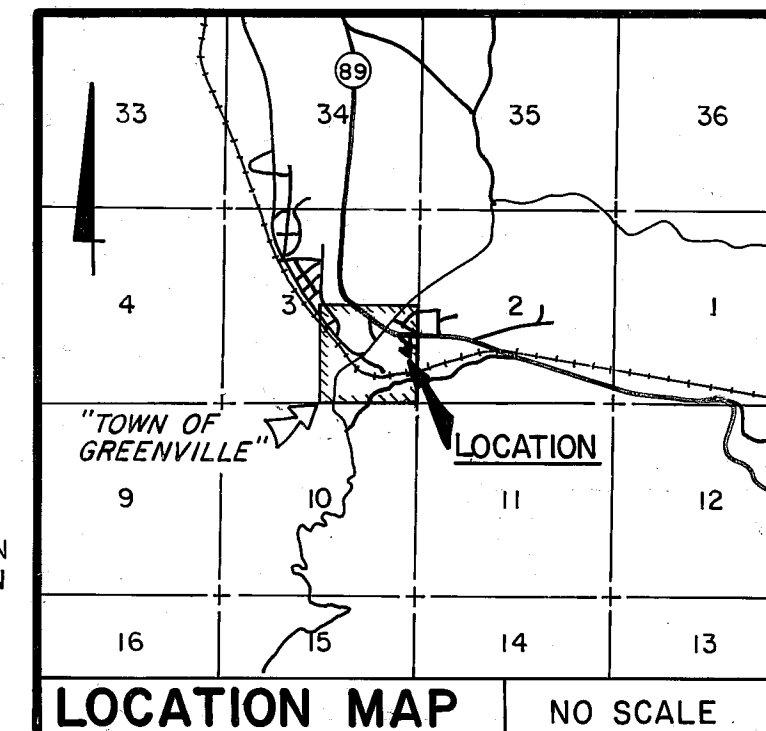 89
33 34 35 36
4 3 2 1
"TOWN OF
GREENVILLE"
LOCATION
9 10 11 12
16 15 14 13
LOCATION MAP
NO SCALE